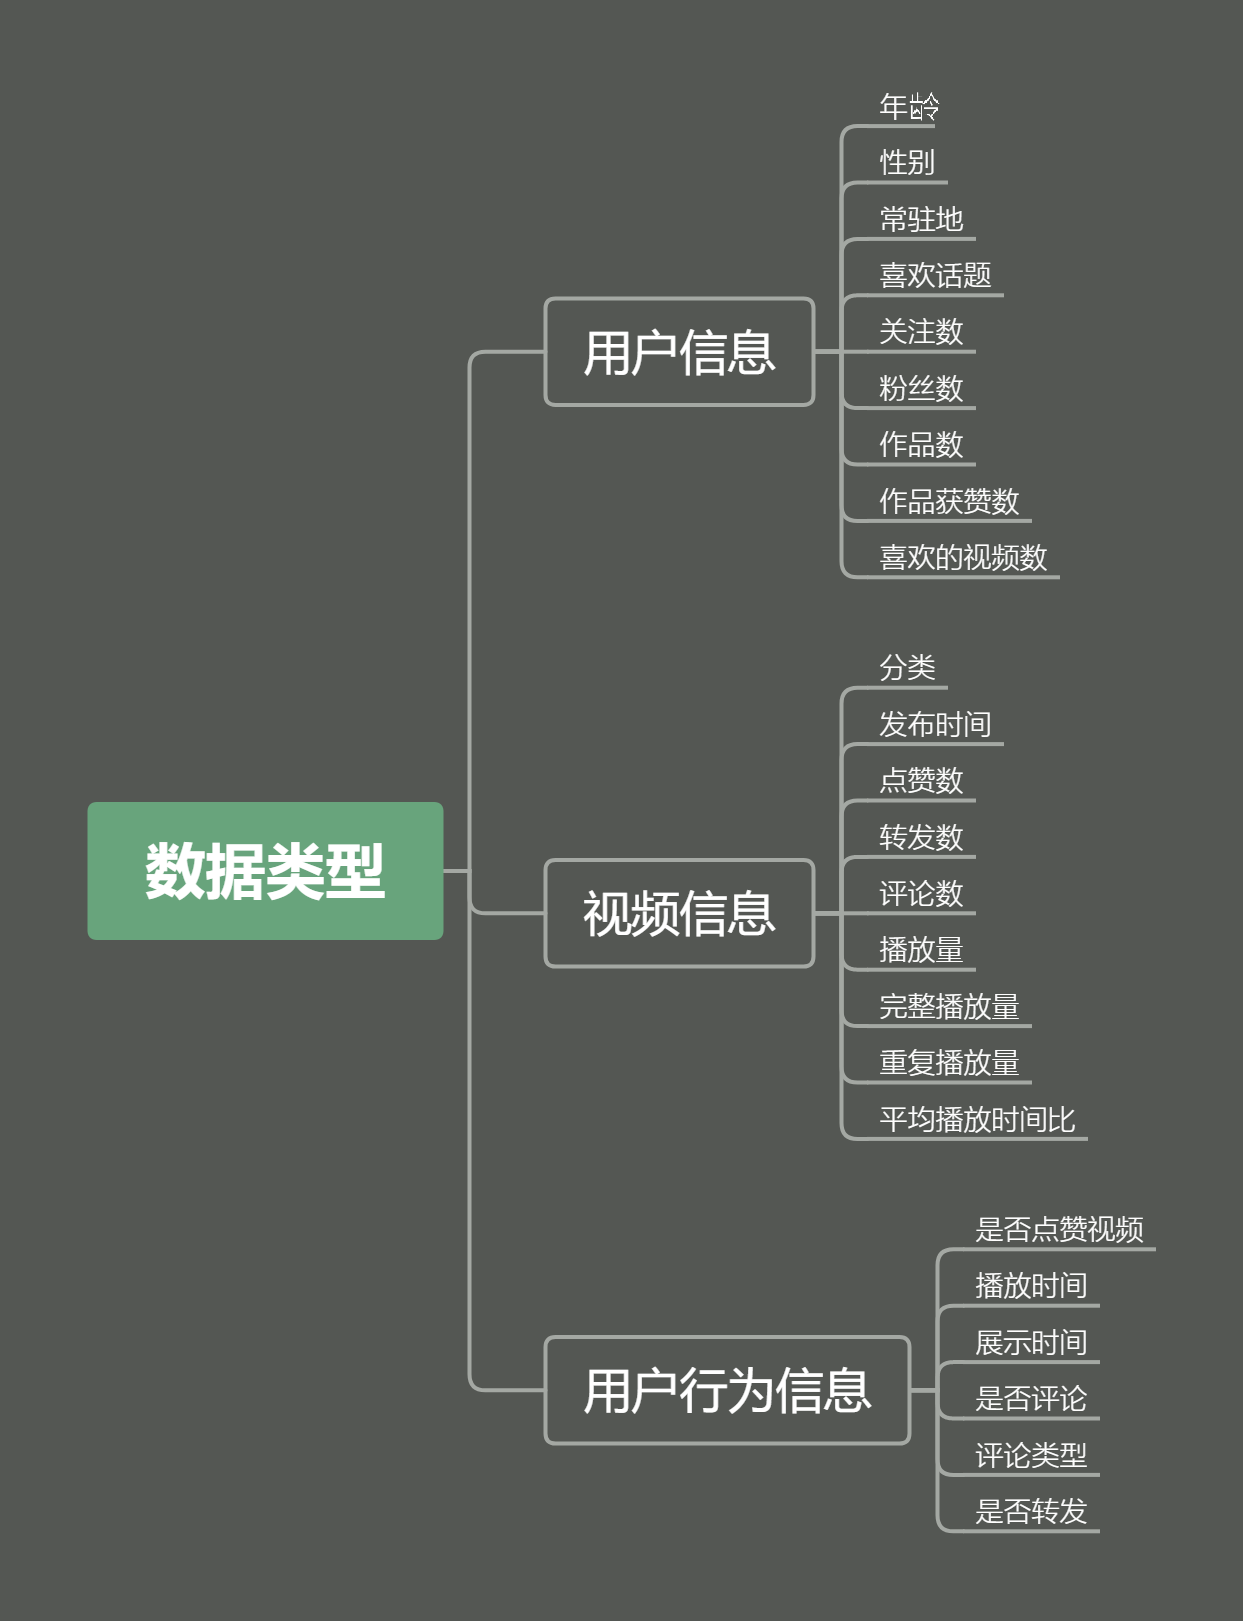 数据类型
用户信息
年龄
性别
常驻地
喜欢话题
关注数
粉丝数
作品数
作品获赞数
喜欢的视频数
视频信息
分类
发布时间
点赞数
转发数
评论数
播放量
完整播放量
重复播放量
平均播放时间比
用户行为信息
是否点赞视频
播放时间
展示时间
是否评论
评论类型
是否转发